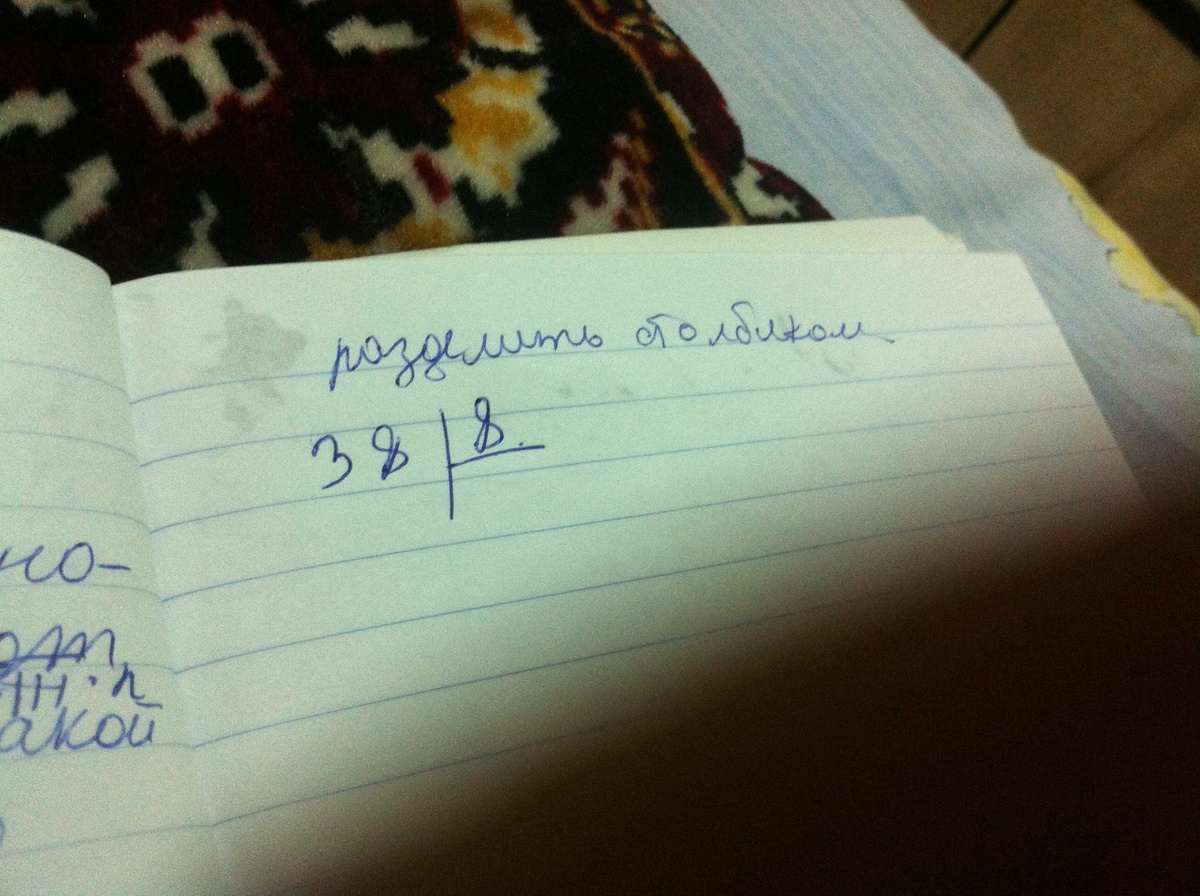 разделить столбиком
38 8.
но-
акой